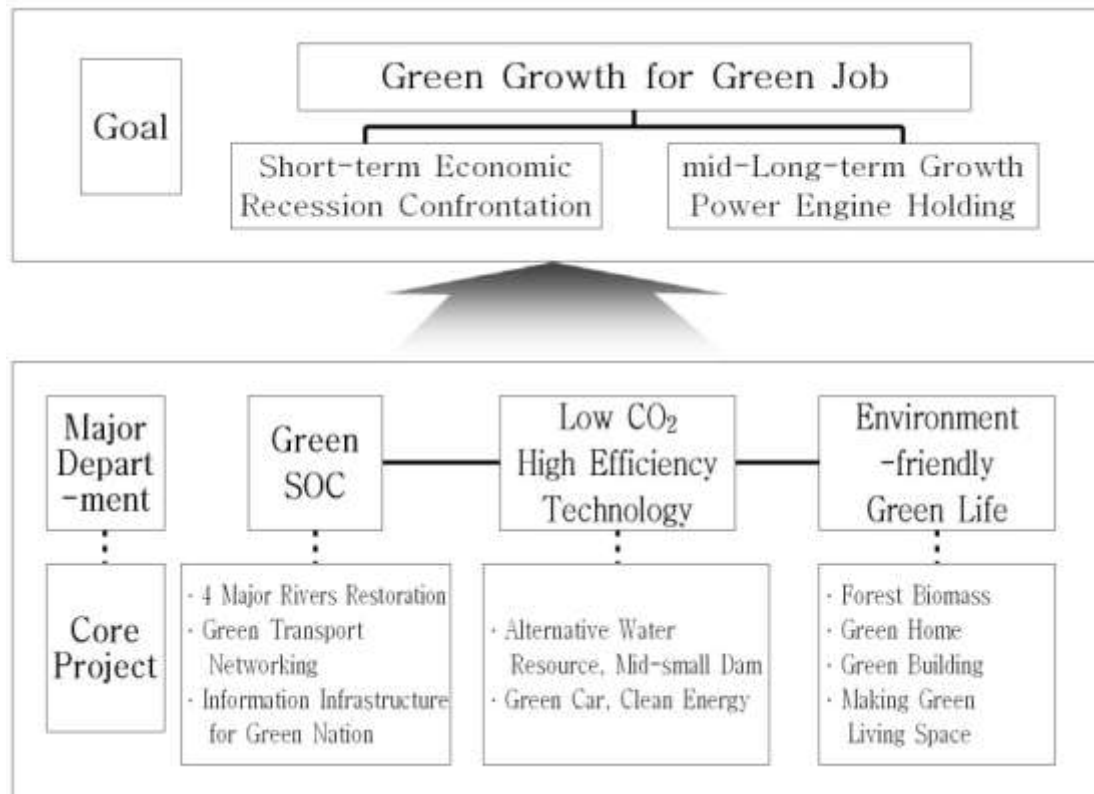 Goal
Green Growth for Green Job
Short-term Economic
Recession Confrontation
mid-Long-term Growth
Power Engine Holding
Major
Depart
-ment
Green
SOC
Low CO₂
High Efficiency
Technology
Environment
-friendly
Green Life
Core
Project
· 4 Major Rivers Restoration
· Green Transport
Networking
· Information Infrastructure
for Green Nation
· Alternative Water
Resource, Mid-small Dam
· Green Car, Clean Energy
· Forest Biomass
· Green Home
· Green Building
· Making Green
Living Space